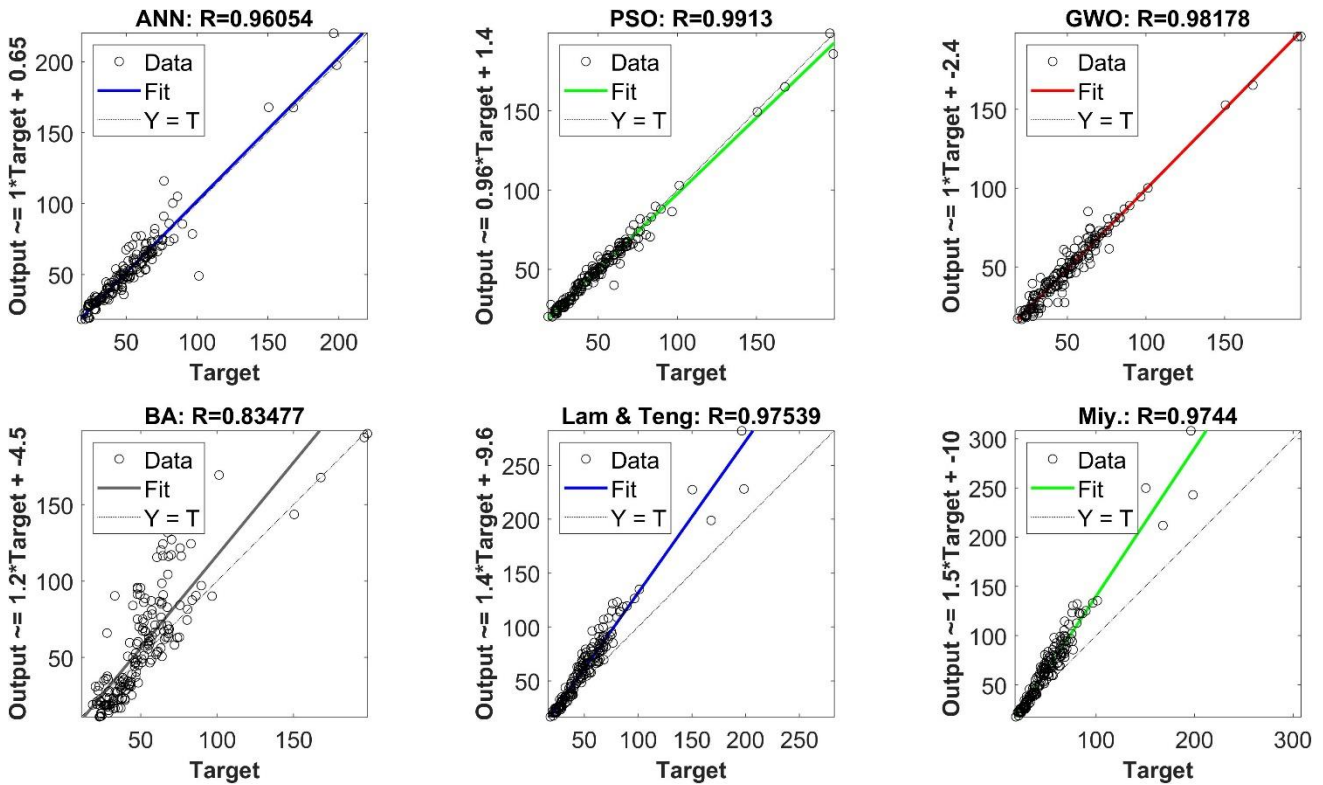 ANN: R=0.96054
Output ~= 1*Target + 0.65
200
150
100
50
Data
Fit
Y = T
50 100 150 200
Target
PSO: R=0.9913
Output ~= 0.96*Target + 1.4
150
100
50
Data
Fit
Y = T
50 100 150
Target
GWO: R=0.98178
Output ~= 1*Target + -2.4
150
100
50
Data
Fit
Y = T
50 100 150
Target
BA: R=0.83477
Output ~= 1.2*Target + -4.5
150
100
50
Data
Fit
Y = T
50 100 150
Target
Lam & Teng: R=0.97539
Output ~= 1.4*Target + -9.6
250
200
150
100
50
Data
Fit
Y = T
50 100 150 200 250
Target
Miy.: R=0.9744
Output ~= 1.5*Target + -10
300
250
200
150
100
50
Data
Fit
Y = T
100 200 300
Target